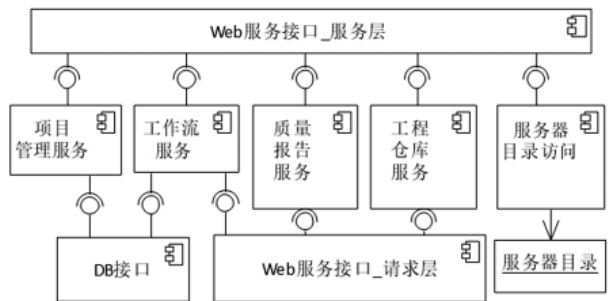 Web服务接口_服务层
项目
管理服务
工作流
服务
质量
报告
服务
工程
仓库
服务
服务器
目录访问
DB接口
Web服务接口_请求层
服务器目录